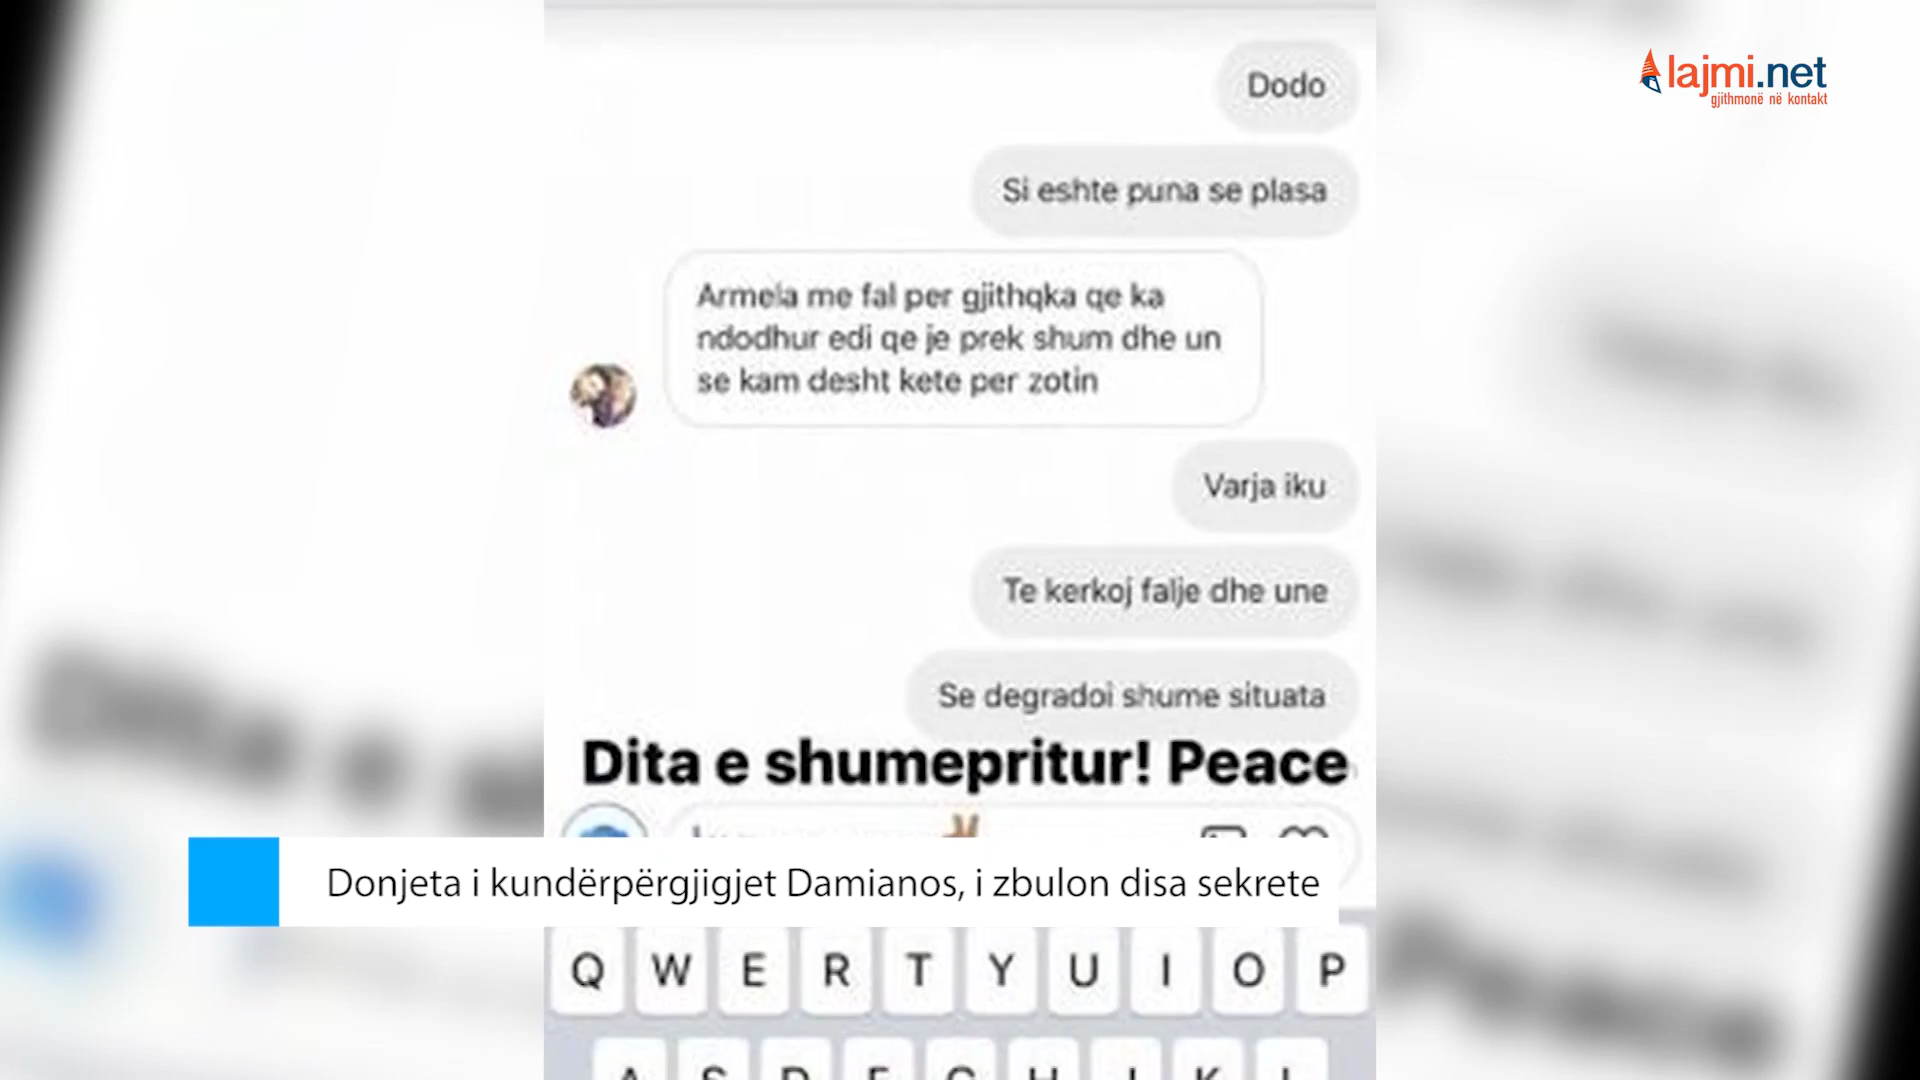 lajmi.net
gjithmonë në kontakt
Dodo
Si eshte puna se plasa
Armela me fal per gjithqka qe ka
ndodhur edi qe je prek shum dhe un
se kam desht kete per zotin
Varja iku
Te kerkoj falje dhe une
Se degradoi shume situata
Dita e shumepritur! Peace
Donjeta i kundërpërgjigjet Damianos, i zbulon disa sekrete
Q W E R T Y U I O P